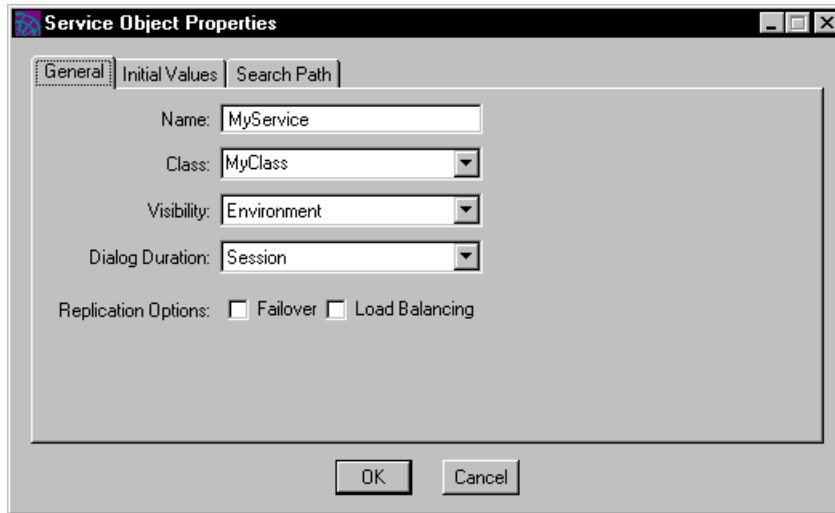 Service Object Properties
General Initial Values Search Path
Name: MyService
Class: MyClass
Visibility: Environment
Dialog Duration: Session
Replication Options: Failover Load Balancing
OK Cancel